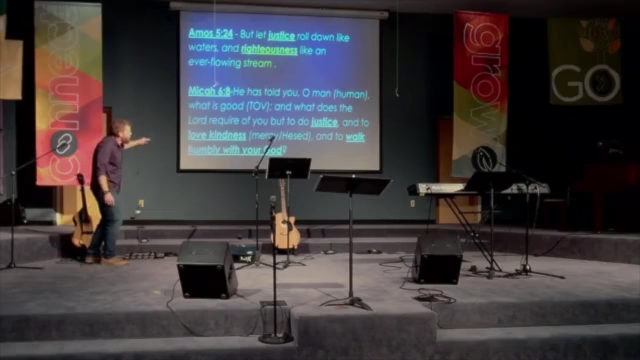 Amos 5:24 - But let justice roll down like
waters, and righteousness like an
ever-flowing stream .
Micah 6:8-He has told you, O man (human),
what is good (TOV); and what does the
Lord require of you but to do justice, and to
love kindness (mercy/Hesed), and to walk
humbly with your God?
connect
grow
GO